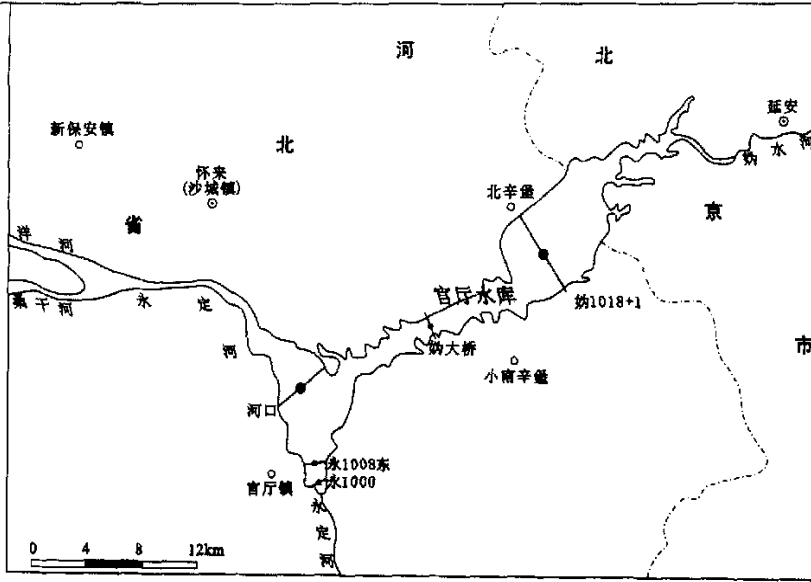 河
北
延安
新保安镇
北
妫水河
怀来
(沙城镇)
北辛堡
京
省
洋河
官厅水库
桑干河
永定河
妫1018+1
妫大桥
市
小南辛堡
河口
永1008东
永1000
官厅镇
永定河
0 4 8 12km